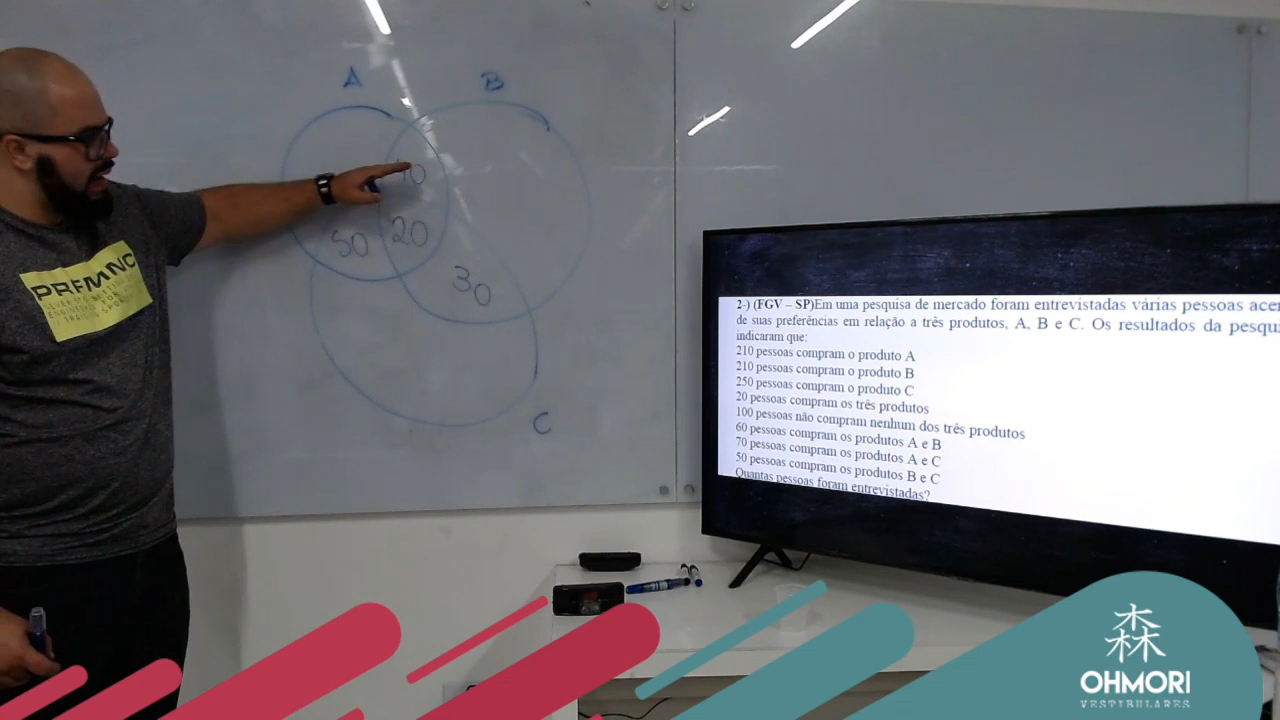 A
B
10
50
20
30
C
PREMNC
2-) (FGV – SP)Em uma pesquisa de mercado foram entrevistadas várias pessoas
de suas preferências em relação a três produtos, A, B e C. Os resultados da
indicaram que:
210 pessoas compram o produto A
210 pessoas compram o produto B
250 pessoas compram o produto C
20 pessoas compram os três produtos
100 pessoas não compram nenhum dos três produtos
60 pessoas compram os produtos A e B
70 pessoas compram os produtos A e C
50 pessoas compram os produtos B e C
Quantas pessoas foram entrevistadas?
森
OHMORI
VESTIBULARES